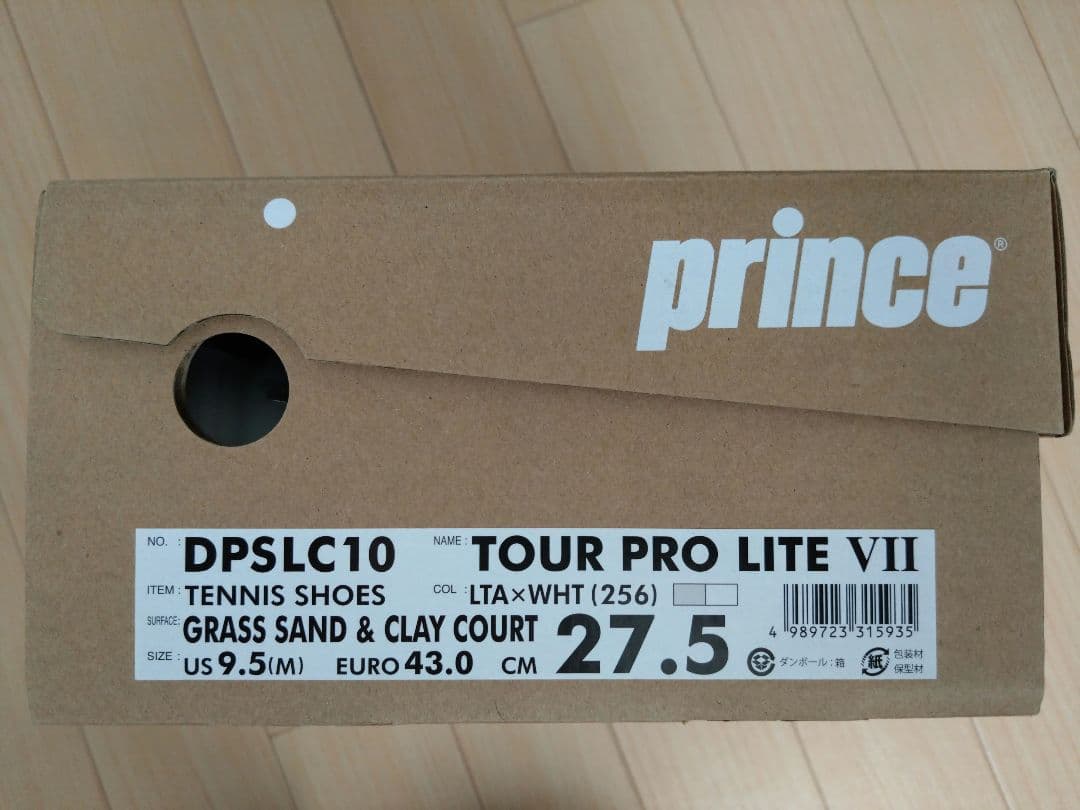 prince®
NO. : DPSLC10 NAME : TOUR PRO LITE VII
ITEM : TENNIS SHOES COL : LTA×WHT (256)
SURFACE: GRASS SAND & CLAY COURT
SIZE : US 9.5(M) EURO 43.0 CM 27.5
4 989723 315935
ダンボール : 箱
紙 包装材
保型材